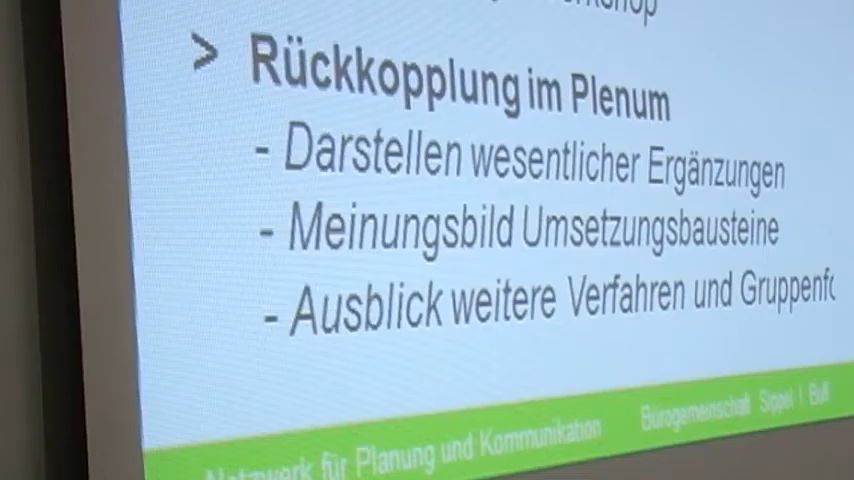 > Rückkopplung im Plenum
- Darstellen wesentlicher Ergänzungen
- Meinungsbild Umsetzungsbausteine
- Ausblick weitere Verfahren und
Netzwerk für Planung und Kommunikation
Bürogemeinschaft Sippel | Buff